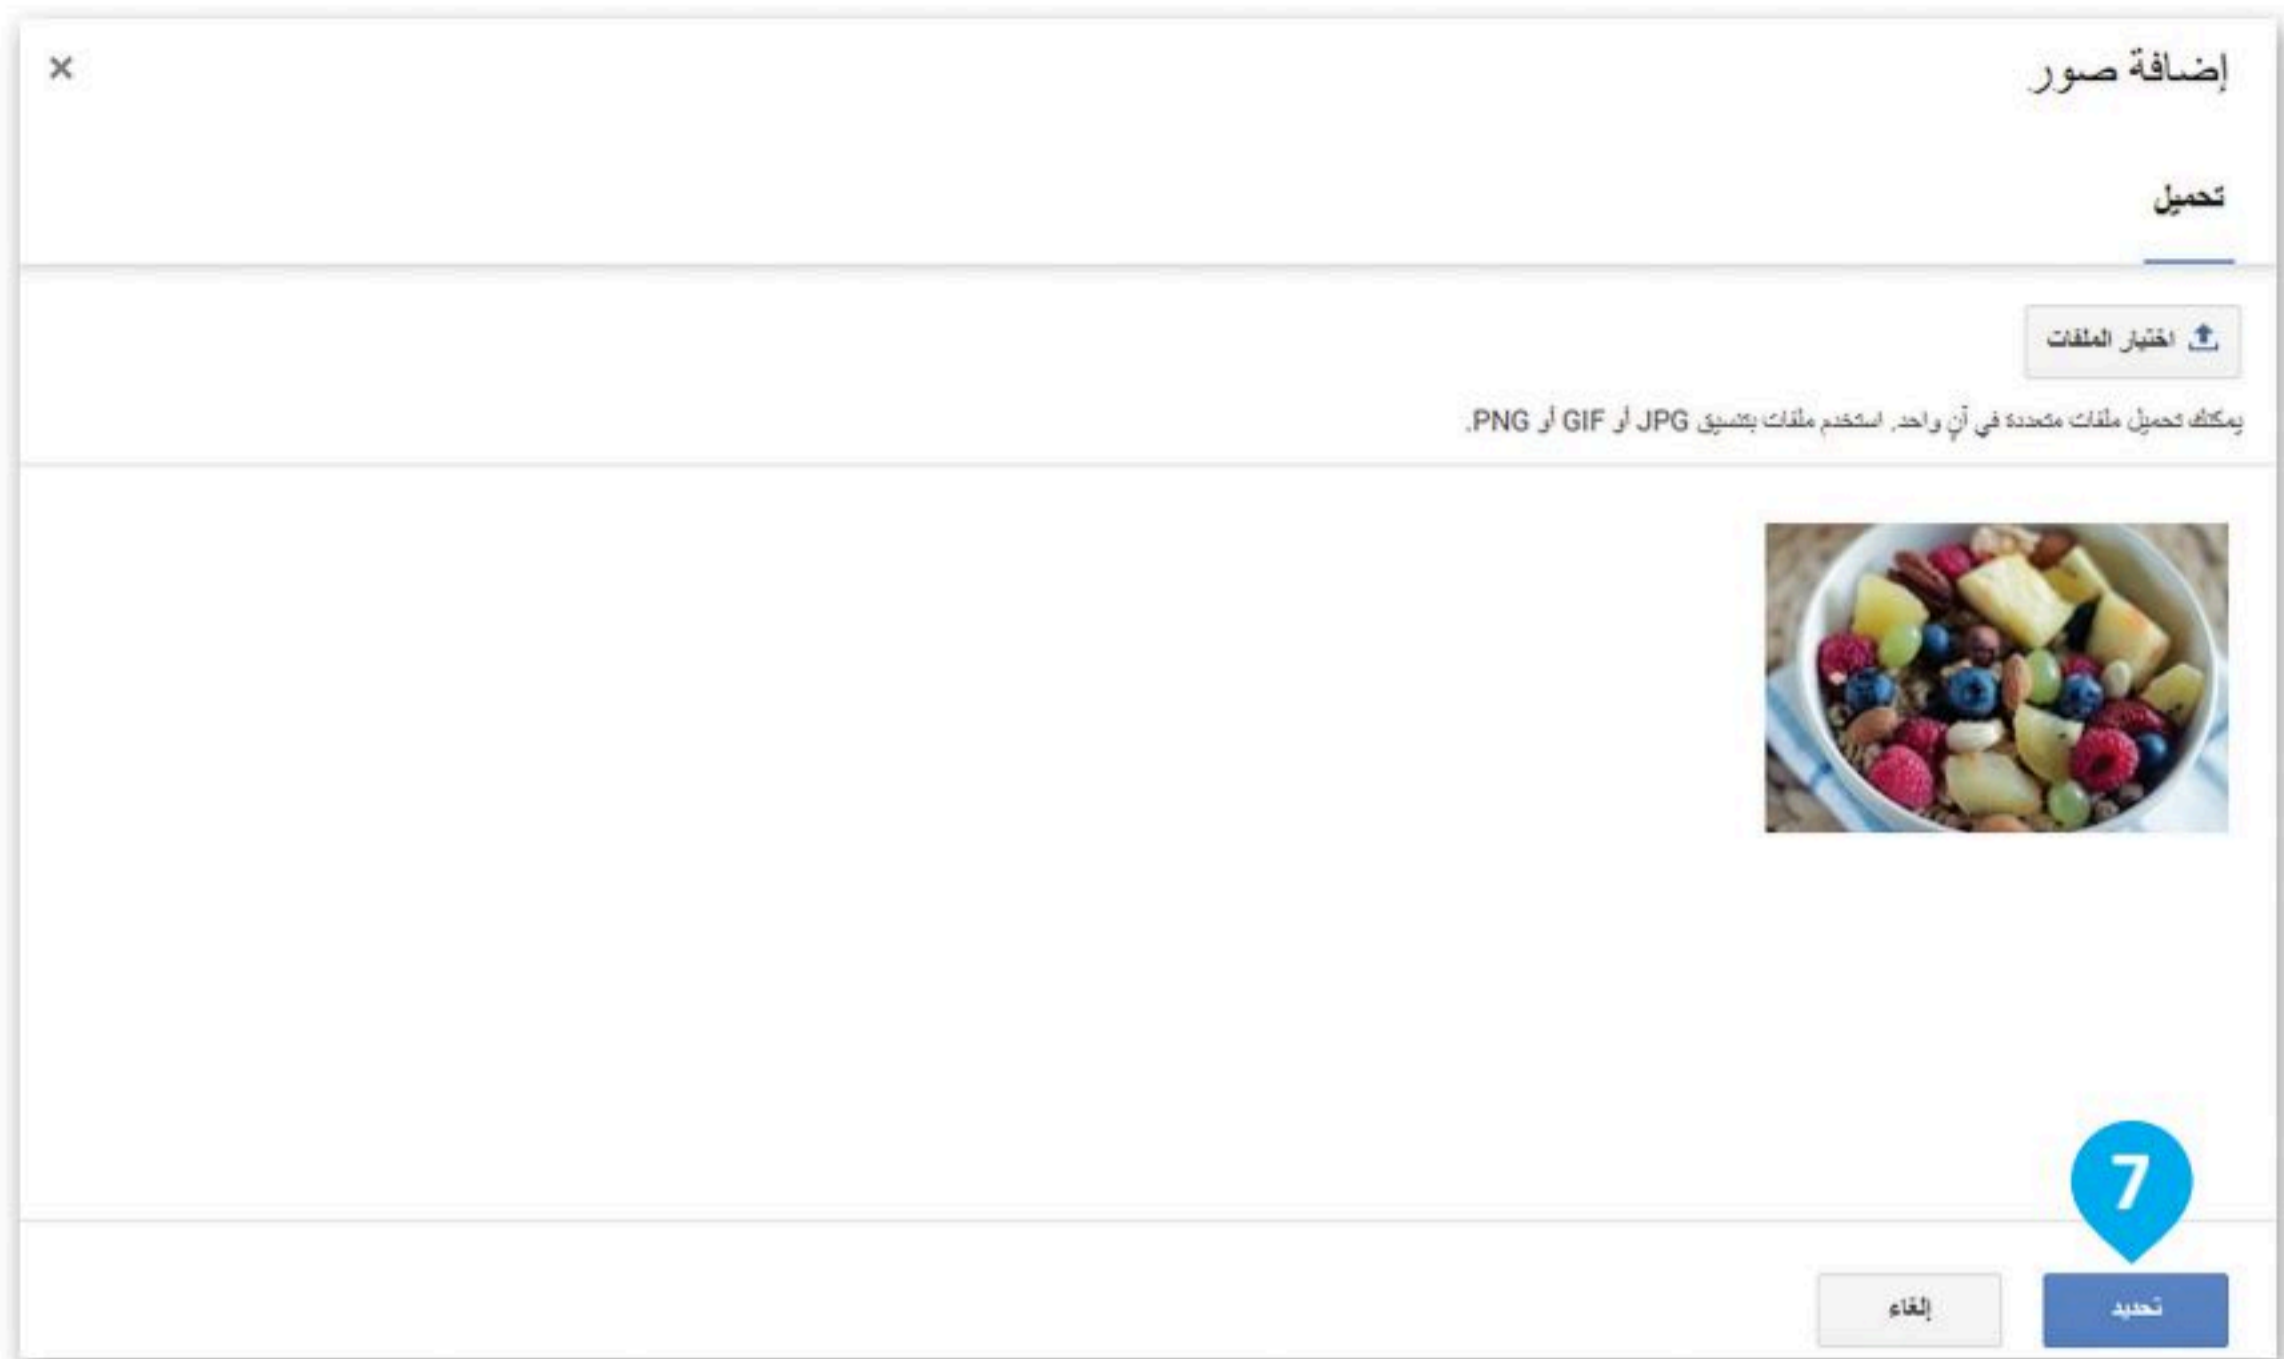 إضافة صور
×
تحميل
اختيار الملفات
يمكنك تحميل ملفات متعددة في آنٍ واحد. استخدم ملفات بتنسيق JPG أو GIF أو PNG.
7
تحديد
إلغاء